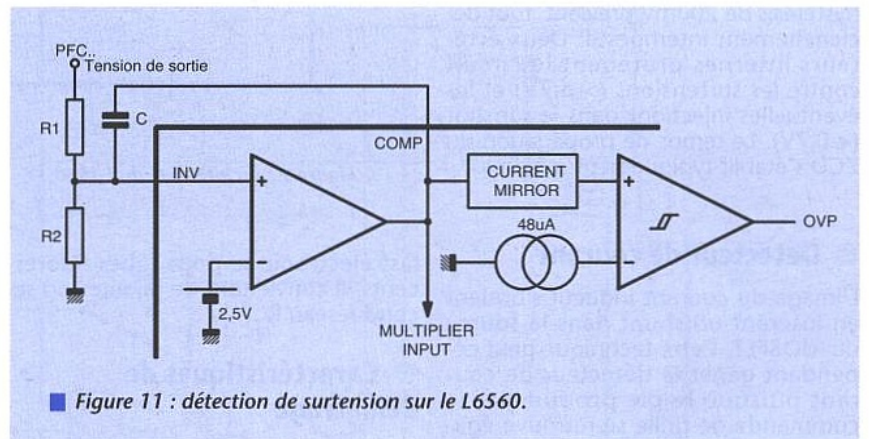 PFC..
Tension de sortie
R1
C
COMP
INV
+
CURRENT
MIRROR
+
R2
48uA
OVP
-
-
2,5V
MULTIPLIER
INPUT
Figure 11 : détection de surtension sur le L6560.